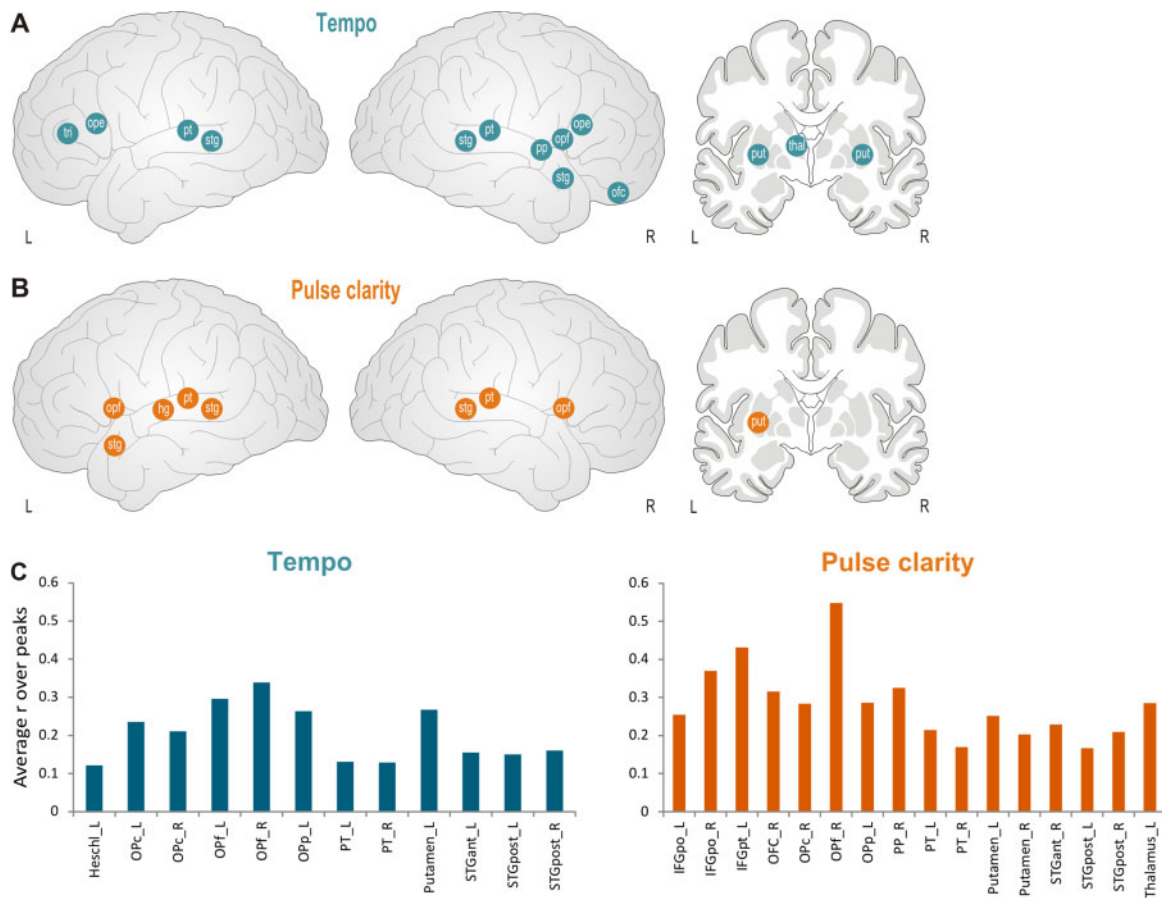 A
Tempo
tri
ope
pt
stg
stg
pt
pp
opf
ope
stg
ofc
put
thal
put
L
R
L
R
B
Pulse clarity
opf
hg
pt
stg
stg
stg
pt
opf
put
L
R
L
R
C
Tempo
Average r over peaks
0.6
0.5
0.4
0.3
0.2
0.1
0
Heschl_L
OPc_L
OPc_R
OPf_L
OPf_R
OPp_L
PT_L
PT_R
Putamen_L
STGant_L
STGpost_L
STGpost_R
Pulse clarity
0.6
0.5
0.4
0.3
0.2
0.1
0
IFGpo_L
IFGpo_R
IFGpt_L
OFC_R
OPc_R
OPf_R
OPp_L
PP_R
PT_L
PT_R
Putamen_L
Putamen_R
STGant_R
STGpost_L
STGpost_R
Thalamus_L